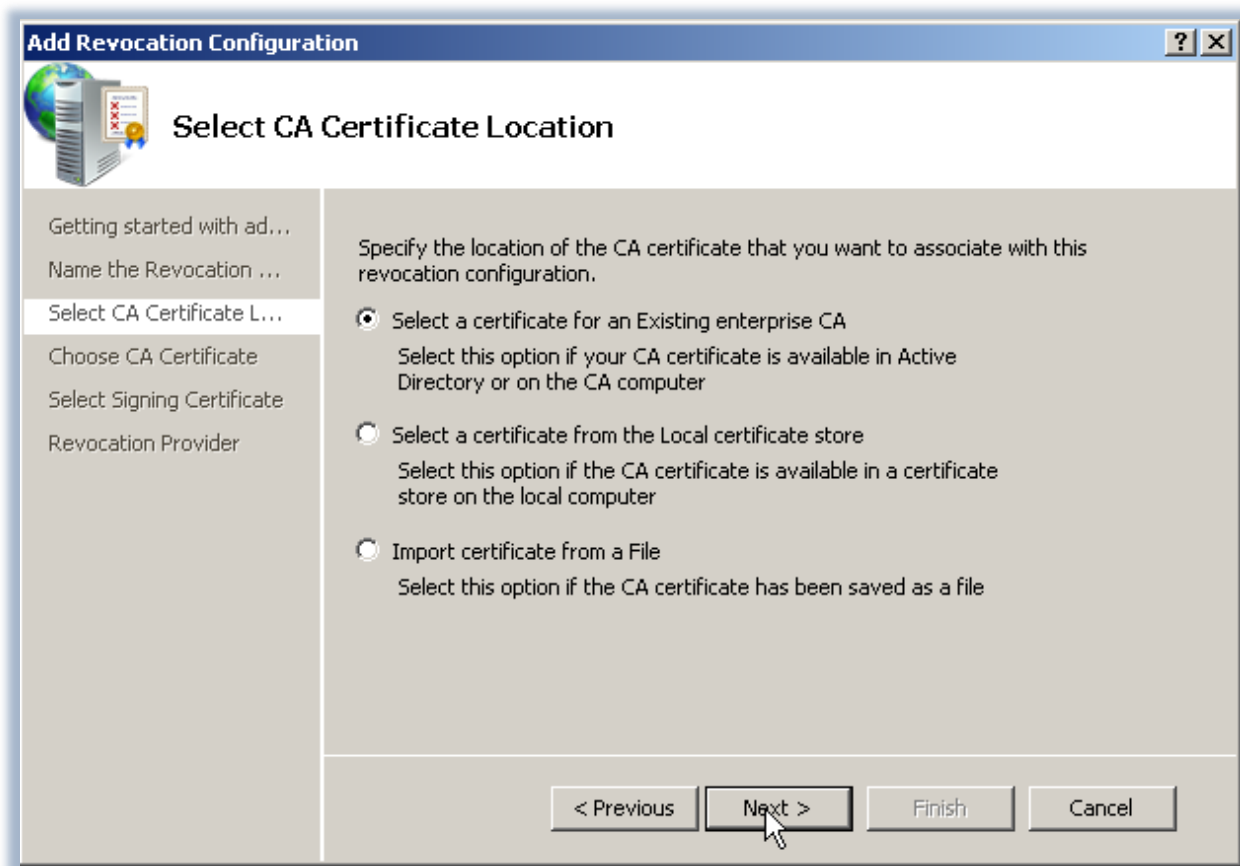 Add Revocation Configuration
Select CA Certificate Location
Getting started with ad...
Name the Revocation ...
Select CA Certificate L...
Choose CA Certificate
Select Signing Certificate
Revocation Provider
Specify the location of the CA certificate that you want to associate with this
revocation configuration.
Select a certificate for an Existing enterprise CA
Select this option if your CA certificate is available in Active
Directory or on the CA computer
Select a certificate from the Local certificate store
Select this option if the CA certificate is available in a certificate
store on the local computer
Import certificate from a File
Select this option if the CA certificate has been saved as a file
< Previous Next > Finish Cancel